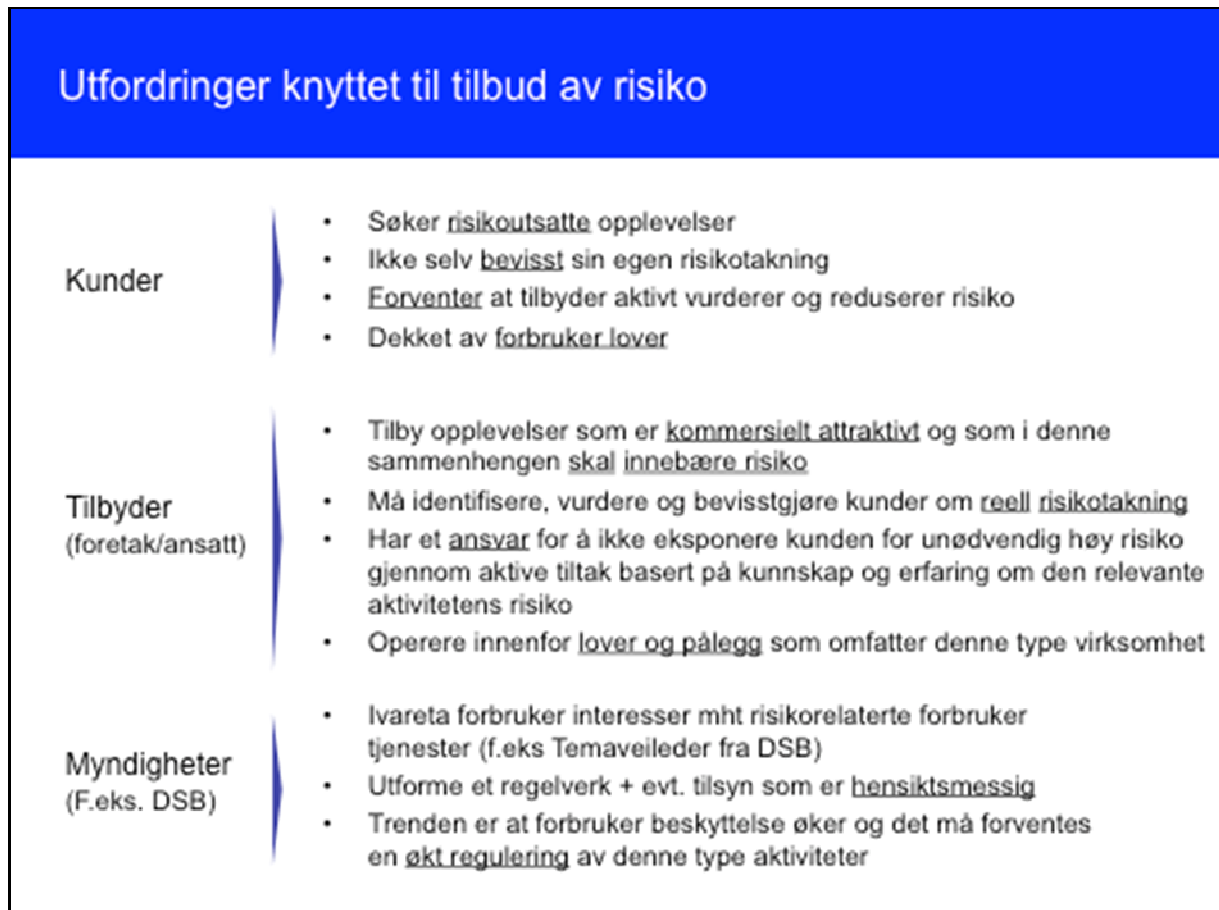 Utfordringer knyttet til tilbud av risiko
Kunder
• Søker risikoutsatte opplevelser
• Ikke selv bevisst sin egen risikotakning
• Forventer at tilbyder aktivt vurderer og reduserer risiko
• Dekket av forbruker lover
Tilbyder
(foretak/ansatt)
• Tilby opplevelser som er kommersielt attraktivt og som i denne
sammenhengen skal innebære risiko
• Må identifisere, vurdere og bevisstgjøre kunder om reell risikotakning
• Har et ansvar for å ikke eksponere kunden for unødvendig høy risiko
gjennom aktive tiltak basert på kunnskap og erfaring om den relevante
aktivitetens risiko
• Operere innenfor lover og pålegg som omfatter denne type virksomhet
Myndigheter
(F.eks. DSB)
• Ivareta forbruker interesser mht risikorelaterte forbruker
tjenester (f.eks Temaveileder fra DSB)
• Utforme et regelverk + evt. tilsyn som er hensiktsmessig
• Trenden er at forbruker beskyttelse øker og det må forventes
en økt regulering av denne type aktiviteter